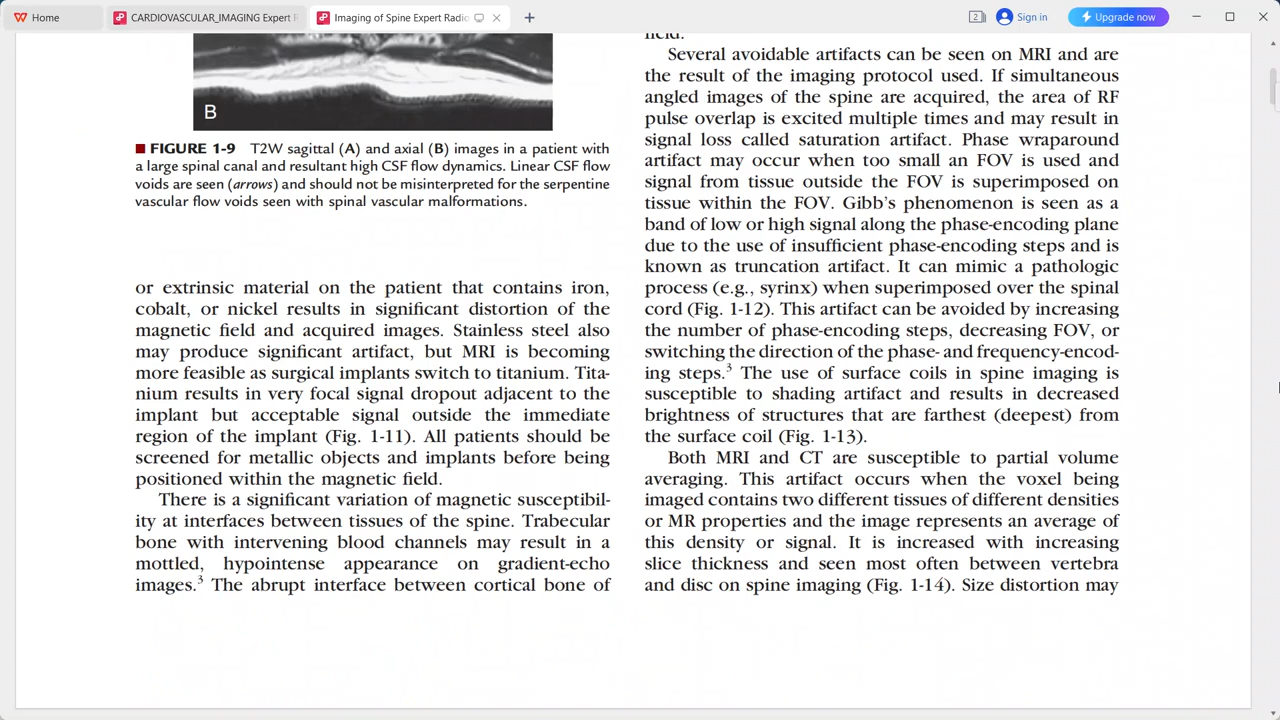 Home
CARDIOVASCULAR_IMAGING Expert R
Imaging of Spine Expert Radio
2
Sign in
Upgrade now
B
FIGURE 1-9 T2W sagittal (A) and axial (B) images in a patient with
a large spinal canal and resultant high CSF flow dynamics. Linear CSF flow
voids are seen (arrows) and should not be misinterpreted for the serpentine
vascular flow voids seen with spinal vascular malformations.
or extrinsic material on the patient that contains iron,
cobalt, or nickel results in significant distortion of the
magnetic field and acquired images. Stainless steel also
may produce significant artifact, but MRI is becoming
more feasible as surgical implants switch to titanium. Tita-
nium results in very focal signal dropout adjacent to the
implant but acceptable signal outside the immediate
region of the implant (Fig. 1-11). All patients should be
screened for metallic objects and implants before being
positioned within the magnetic field.
There is a significant variation of magnetic susceptibil-
ity at interfaces between tissues of the spine. Trabecular
bone with intervening blood channels may result in a
mottled, hypointense appearance on gradient-echo
images.3 The abrupt interface between cortical bone of
field.
Several avoidable artifacts can be seen on MRI and are
the result of the imaging protocol used. If simultaneous
angled images of the spine are acquired, the area of RF
pulse overlap is excited multiple times and may result in
signal loss called saturation artifact. Phase wraparound
artifact may occur when too small an FOV is used and
signal from tissue outside the FOV is superimposed on
tissue within the FOV. Gibb's phenomenon is seen as a
band of low or high signal along the phase-encoding plane
due to the use of insufficient phase-encoding steps and is
known as truncation artifact. It can mimic a pathologic
process (e.g., syrinx) when superimposed over the spinal
cord (Fig. 1-12). This artifact can be avoided by increasing
the number of phase-encoding steps, decreasing FOV, or
switching the direction of the phase- and frequency-encod-
ing steps.3 The use of surface coils in spine imaging is
susceptible to shading artifact and results in decreased
brightness of structures that are farthest (deepest) from
the surface coil (Fig. 1-13).
Both MRI and CT are susceptible to partial volume
averaging. This artifact occurs when the voxel being
imaged contains two different tissues of different densities
or MR properties and the image represents an average of
this density or signal. It is increased with increasing
slice thickness and seen most often between vertebra
and disc on spine imaging (Fig. 1-14). Size distortion may